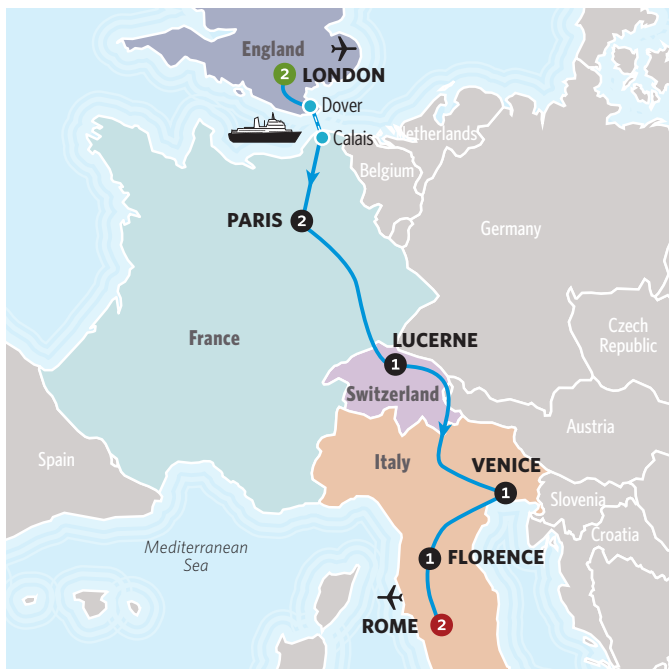 England
2 LONDON
Dover
Calais
Netherlands
Belgium
PARIS 2
Germany
France
LUCERNE
1
Czech
Republic
Switzerland
Austria
Spain
Italy
VENICE
1
Slovenia
Croatia
Mediterranean
Sea
1 FLORENCE
ROME 2